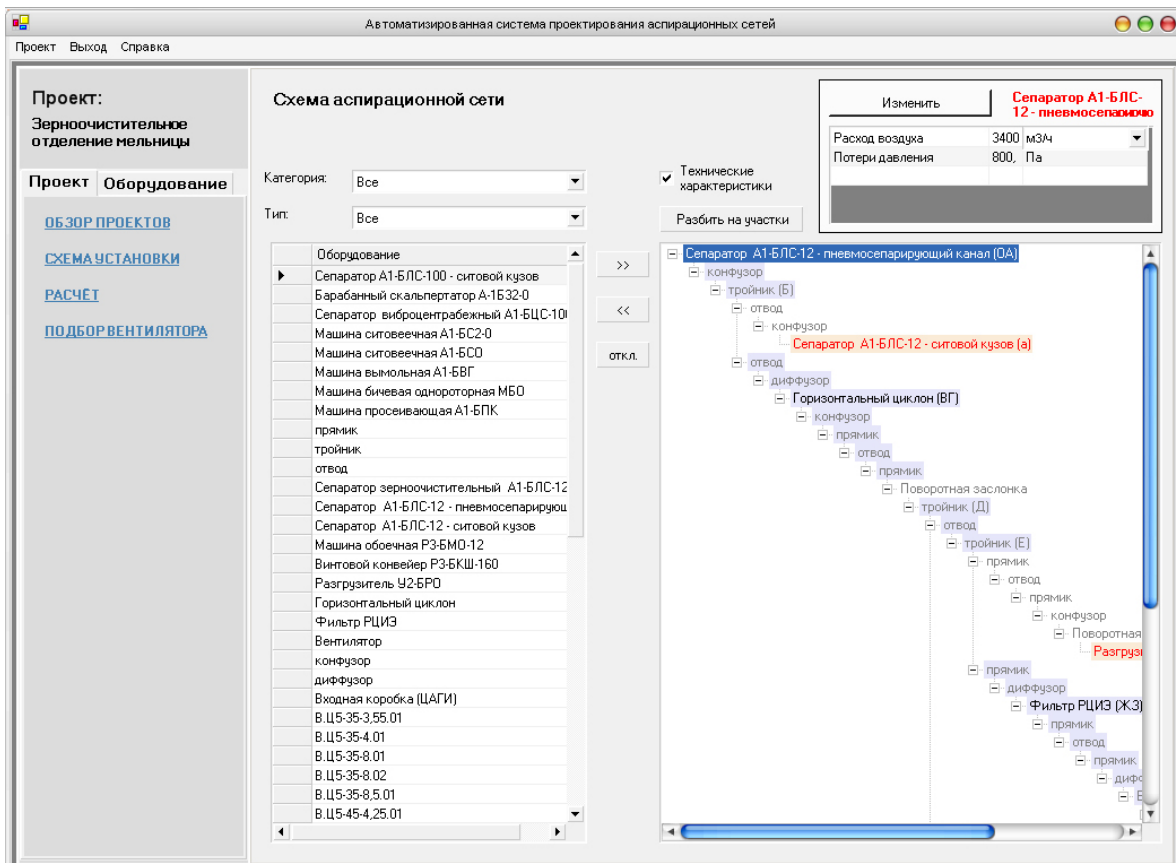 Автоматизированная система проектирования аспирационных сетей
Проект Выход Справка
Проект:
Зерноочистительное
отделение мельницы
Проект Оборудование
ОБЗОР ПРОЕКТОВ
СХЕМА УСТАНОВКИ
РАСЧЁТ
ПОДБОР ВЕНТИЛЯТОРА
Схема аспирационной сети
Категория: Все
Тип: Все
Оборудование
Сепаратор А1-БЛС-100 - ситовой кузов
Барабанный скальпертатор А-1БЗ2-0
Сепаратор виброцентрабежный А1-БЦС-10
Машина ситовеечная А1-БС2-0
Машина ситовеечная А1-БСО
Машина вымольная А1-БВГ
Машина бичевая однороторная МБО
Машина просеивающая А1-БПК
прямик
тройник
отвод
Сепаратор зерноочистительный А1-БЛС-12
Сепаратор А1-БЛС-12 - пневмосепарирующ
Сепаратор А1-БЛС-12 - ситовой кузов
Машина обоечная РЗ-БМО-12
Винтовой конвейер РЗ-БКШ-160
Разгрузитель У2-БРО
Горизонтальный циклон
Фильтр РЦИЭ
Вентилятор
конфузор
диффузор
Входная коробка (ЦАГИ)
В.Ц5-35-3,55.01
В.Ц5-35-4.01
В.Ц5-35-8.01
В.Ц5-35-8.02
В.Ц5-35-8,5.01
В.Ц5-45-4,25.01
>>
<<
откл.
Технические
характеристики
Разбить на участки
Изменить
Сепаратор А1-БЛС-
12 -
Расход воздуха 3400 м3/ч
Потери давления 800, Па
Сепаратор А1-БЛС-12 - пневмосепарирующий канал (ОА)
конфузор
тройник (Б)
отвод
конфузор
Сепаратор А1-БЛС-12 - ситовой кузов (а)
отвод
диффузор
Горизонтальный циклон (ВГ)
конфузор
прямик
отвод
прямик
Поворотная заслонка
тройник (Д)
отвод
тройник (Е)
прямик
отвод
прямик
конфузор
Поворотная
Разгрузи
прямик
диффузор
Фильтр РЦИЭ (ЖЗ)
прямик
отвод
прямик
дифф